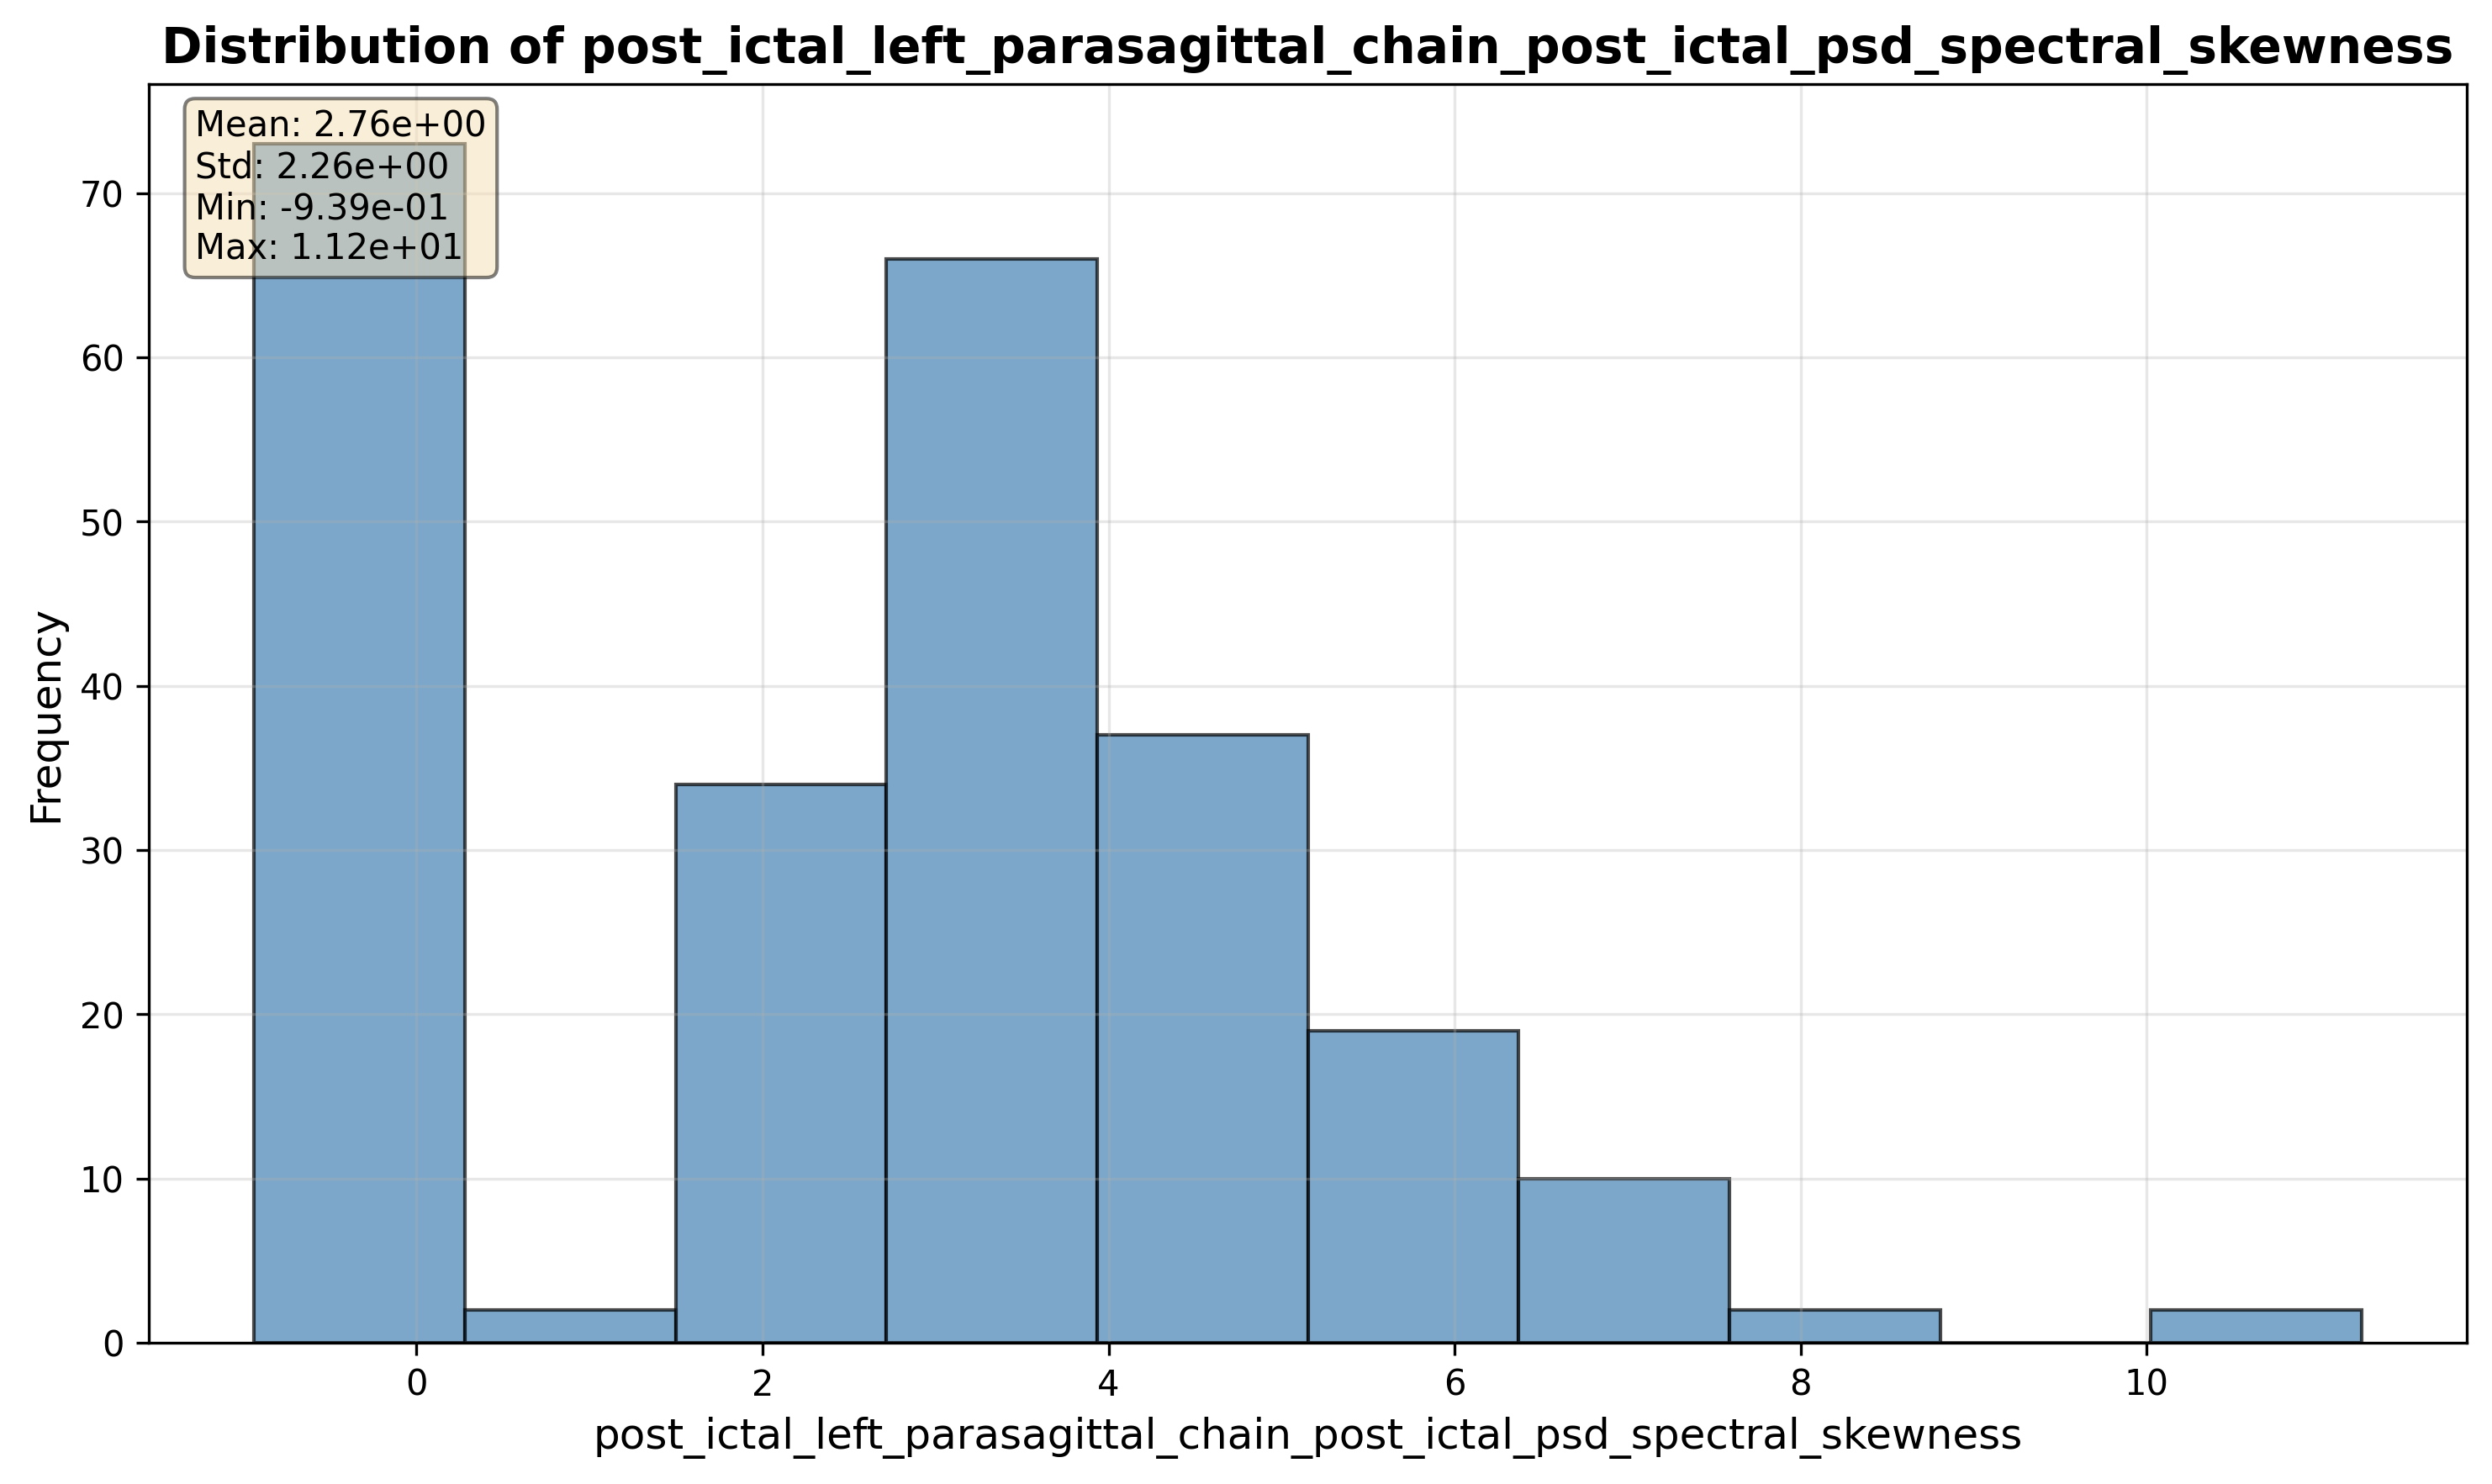 Distribution of post_ictal_left_parasagittal_chain_post_ictal_psd_spectral_skewness
Mean: 2.76e+00
Std: 2.26e+00
Min: -9.39e-01
Max: 1.12e+01
Frequency
70
60
50
40
30
20
10
0
0 2 4 6 8 10
post_ictal_left_parasagittal_chain_post_ictal_psd_spectral_skewness